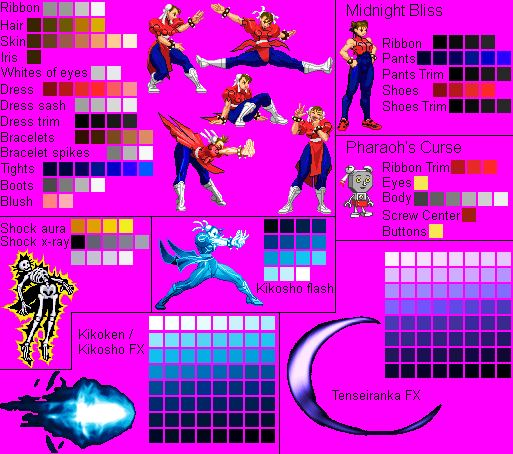 Ribbon
Hair
Skin
Iris
Whites of eyes
Dress
Dress sash
Dress trim
Bracelets
Bracelet spikes
Tights
Boots
Blush
Midnight Bliss
Ribbon
Pants
Pants Trim
Shoes
Shoes Trim
Pharaoh's Curse
Ribbon Trim
Eyes
Body
Screw Center
Buttons
Shock aura
Shock x-ray
Kikosho flash
Kikoken /
Kikosho FX
Tenseiranka FX